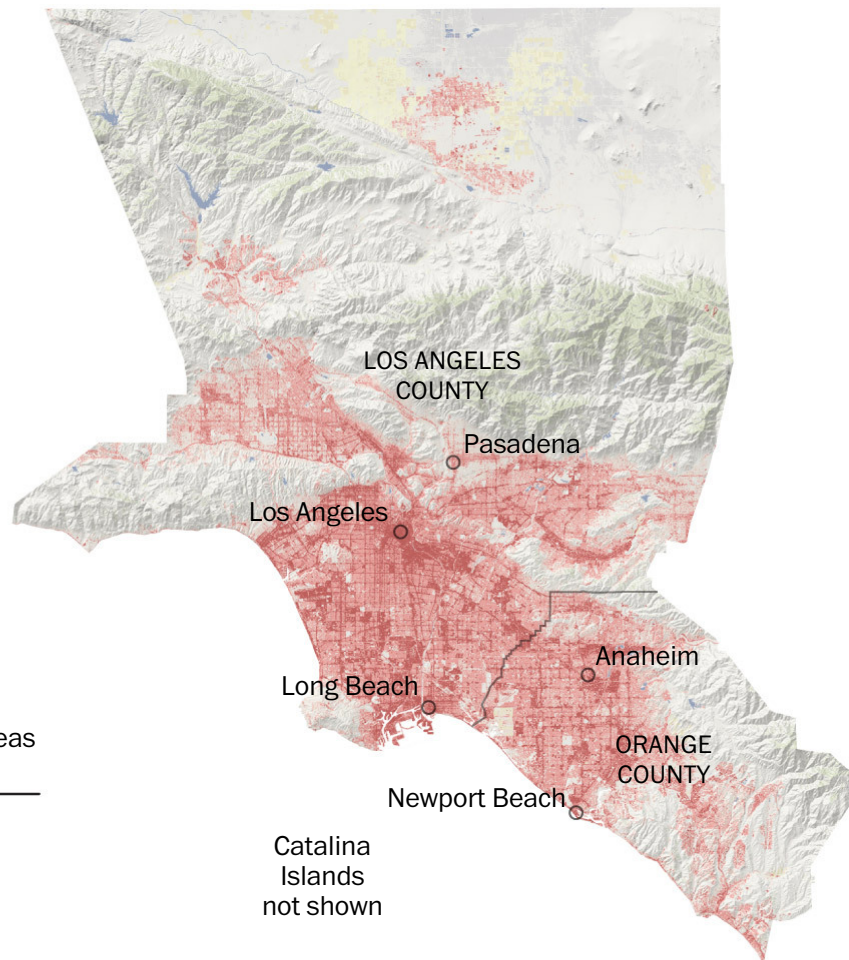 LOS ANGELES
COUNTY
Pasadena
Los Angeles
Anaheim
Long Beach
eas
ORANGE
COUNTY
Newport Beach
Catalina
Islands
not shown